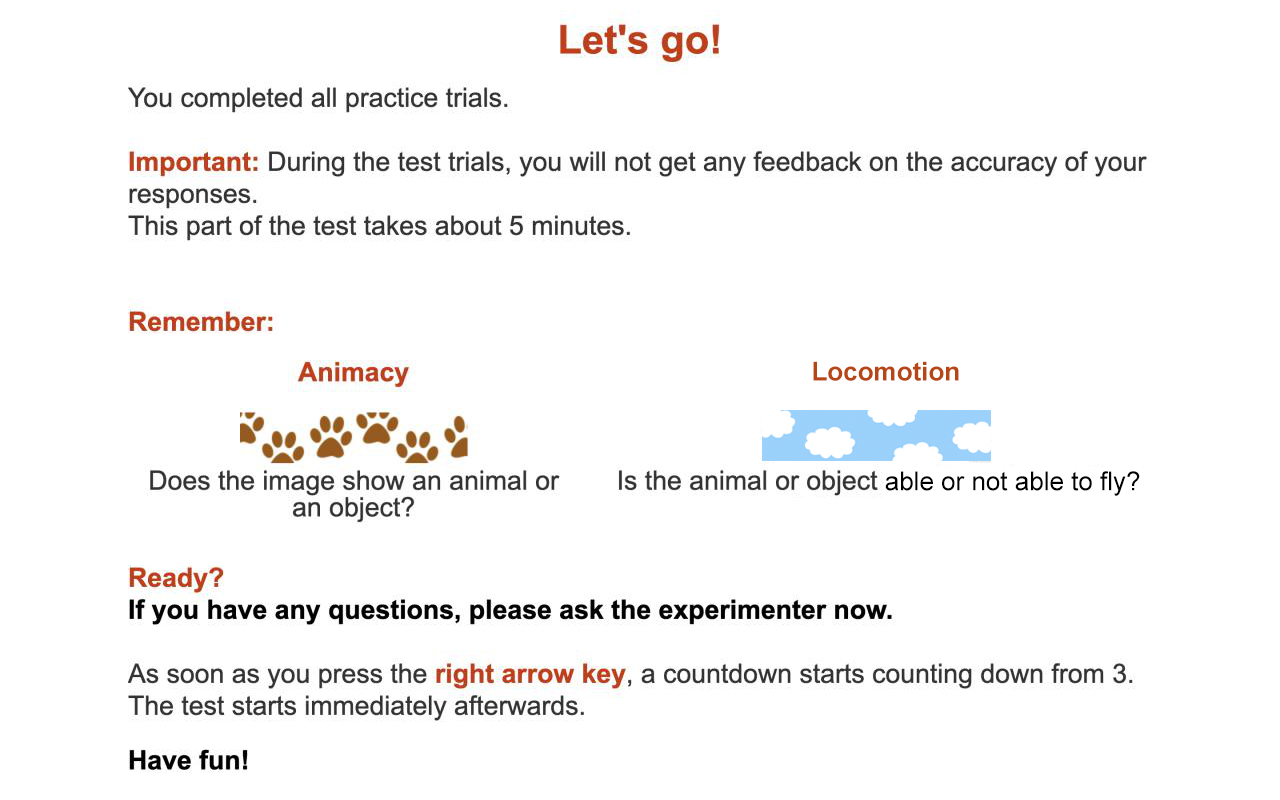 Let's go!
You completed all practice trials.
Important: During the test trials, you will not get any feedback on the accuracy of your
responses.
This part of the test takes about 5 minutes.
Remember:
Animacy
Does the image show an animal or
an object?
Locomotion
Is the animal or object able or not able to fly?
Ready?
If you have any questions, please ask the experimenter now.
As soon as you press the right arrow key, a countdown starts counting down from 3.
The test starts immediately afterwards.
Have fun!